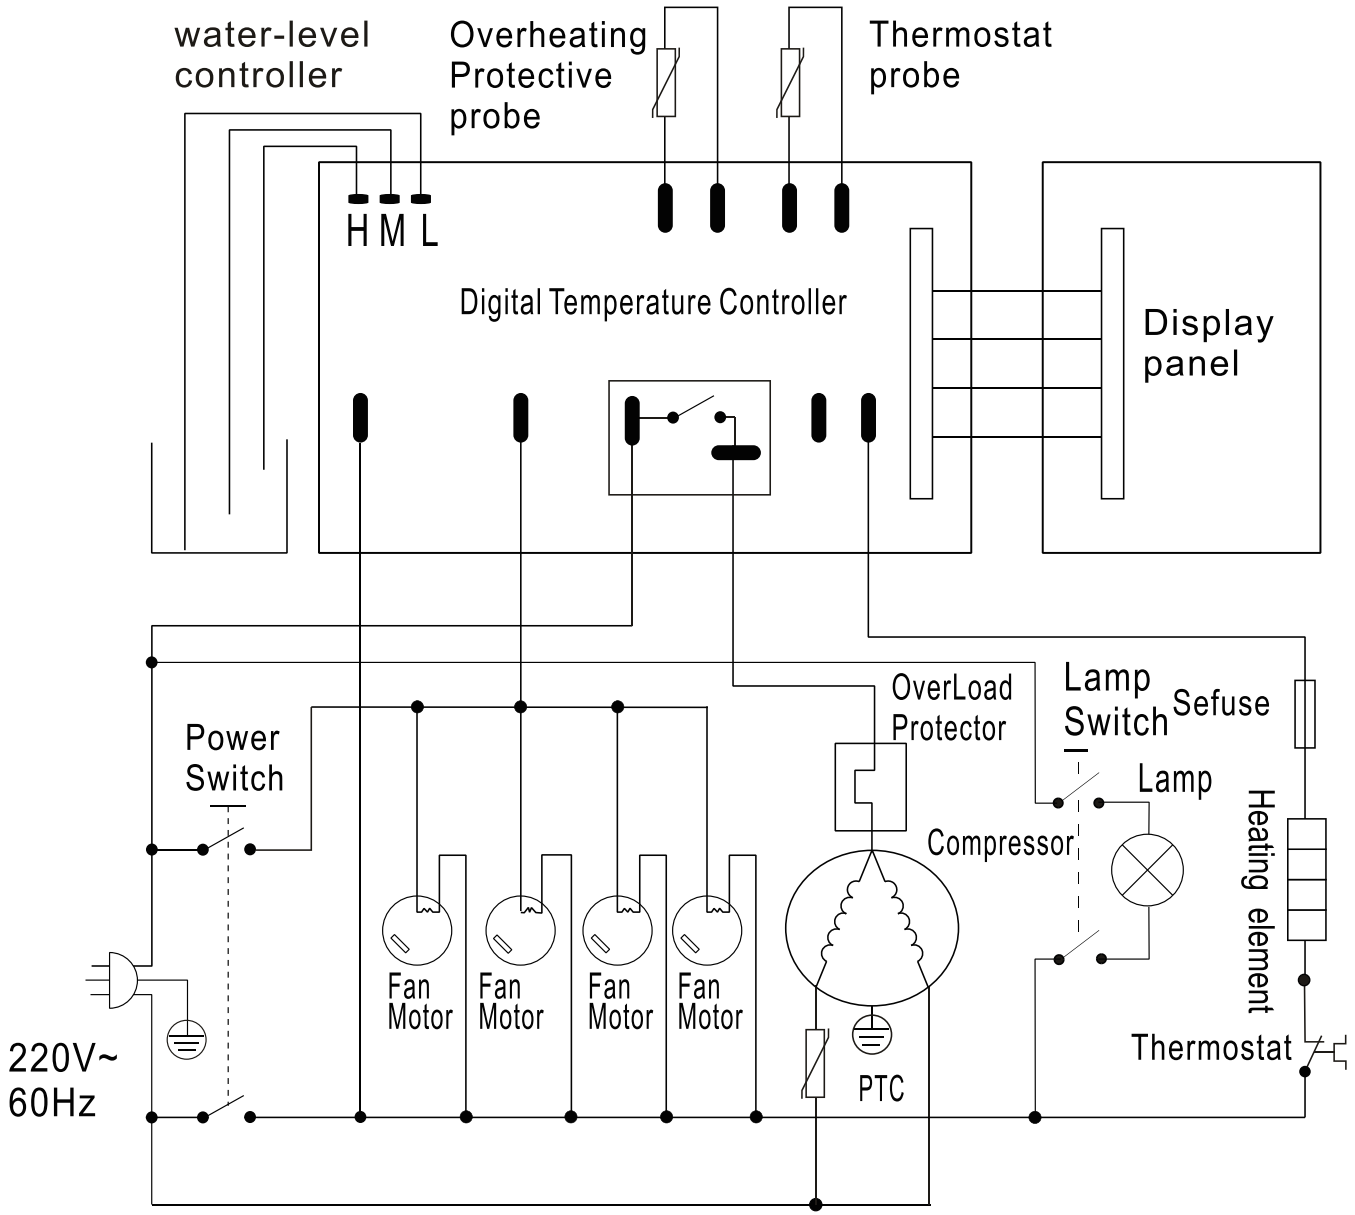 water-level
controller
Overheating
Protective
probe
Thermostat
probe
H M L
Digital Temperature Controller
Display
panel
OverLoad
Protector
Lamp
Switch
Sefuse
Power
Switch
Lamp
Compressor
Heating element
Fan
Motor
Fan
Motor
Fan
Motor
Fan
Motor
Thermostat
220V~
60Hz
PTC